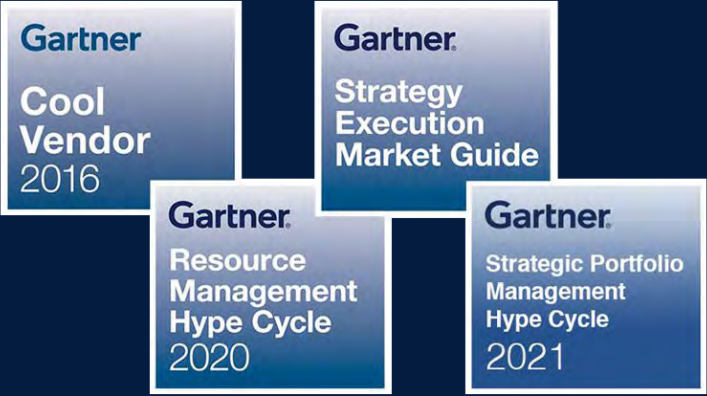 Gartner
Cool
Vendor
2016
Gartner®
Strategy
Execution
Market Guide
Gartner®
Resource
Management
Hype Cycle
2020
Gartner®
Strategic Portfolio
Management
Hype Cycle
2021